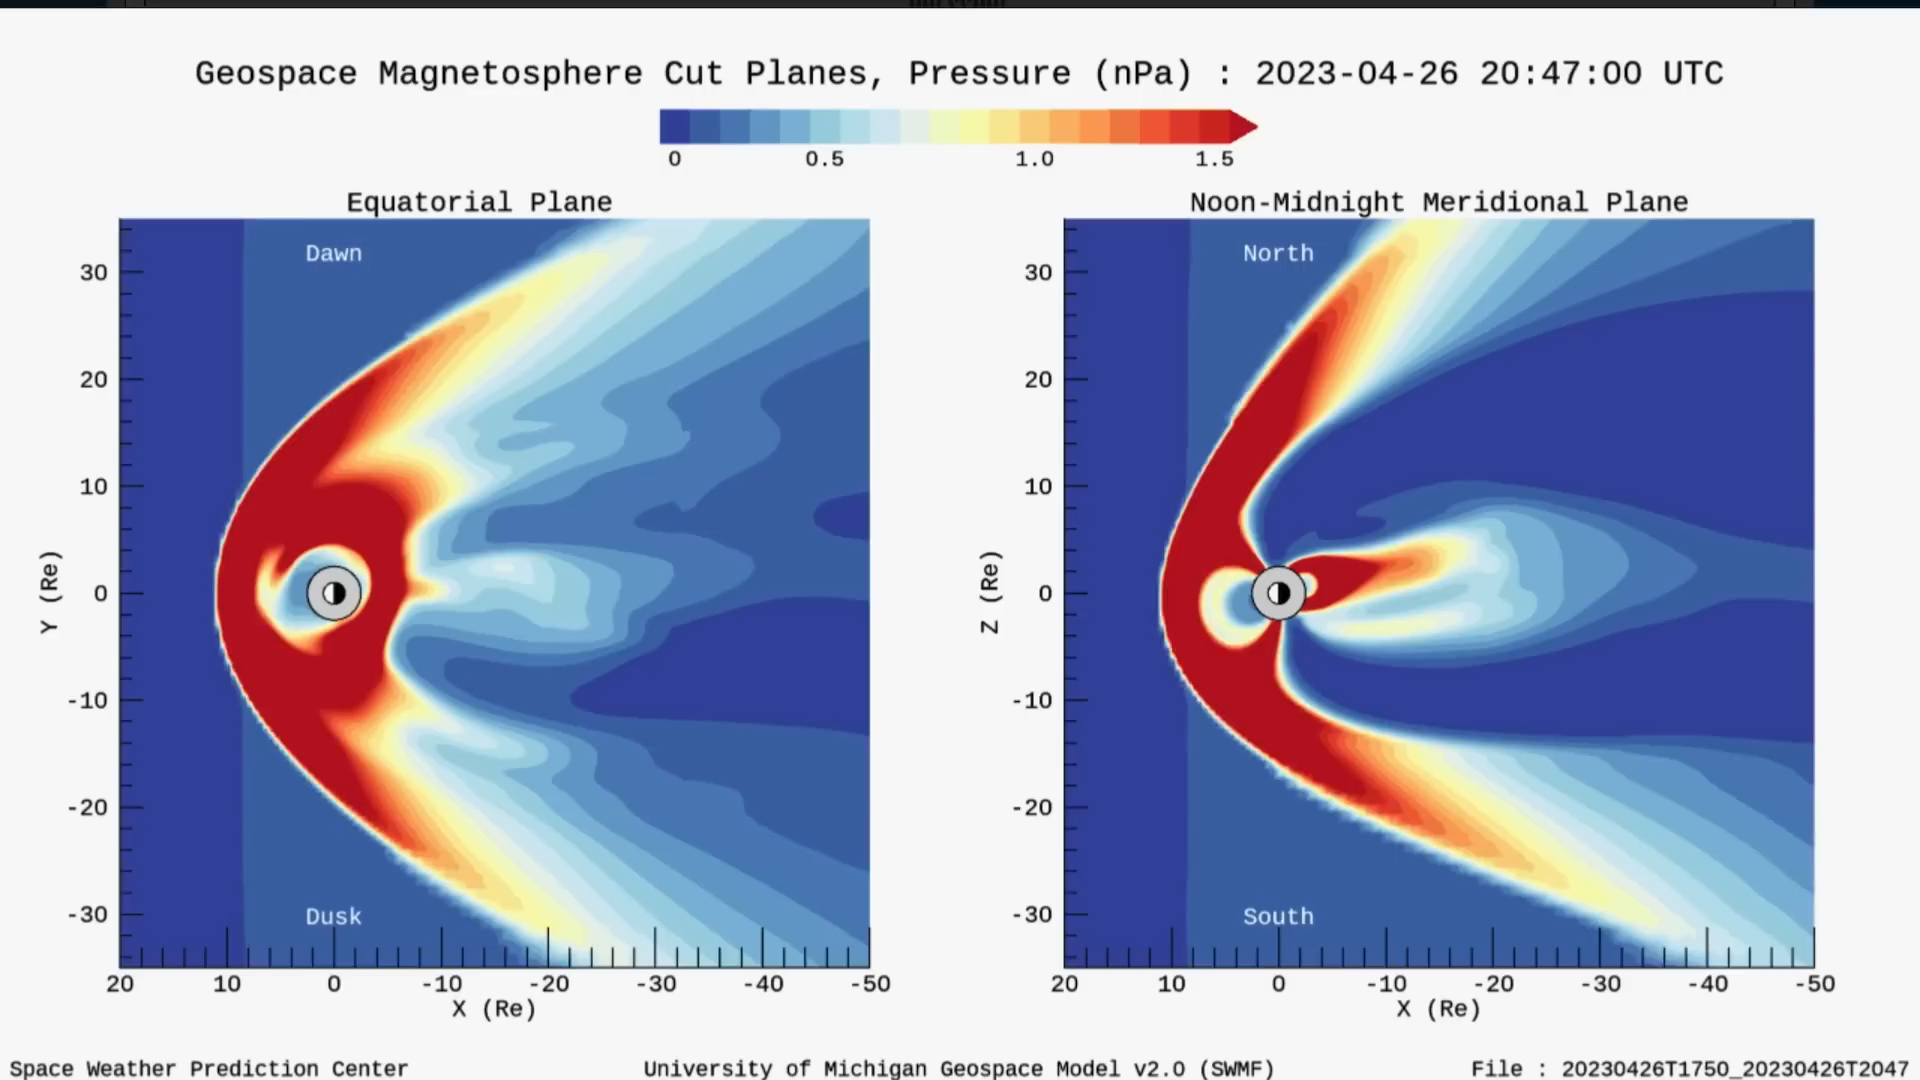 Geospace Magnetosphere Cut Planes, Pressure (nPa) : 2023-04-26 20:47:00 UTC
0 0.5 1.0 1.5
Equatorial Plane
Dawn
30
20
10
0
-10
-20
-30
Y (Re)
Dusk
20 10 0 -10 -20 -30 -40 -50
X (Re)
Noon-Midnight Meridional Plane
North
30
20
10
0
-10
-20
-30
Z (Re)
South
20 10 0 -10 -20 -30 -40 -50
X (Re)
Space Weather Prediction Center
University of Michigan Geospace Model v2.0 (SWMF)
File : 20230426T1750_20230426T2047